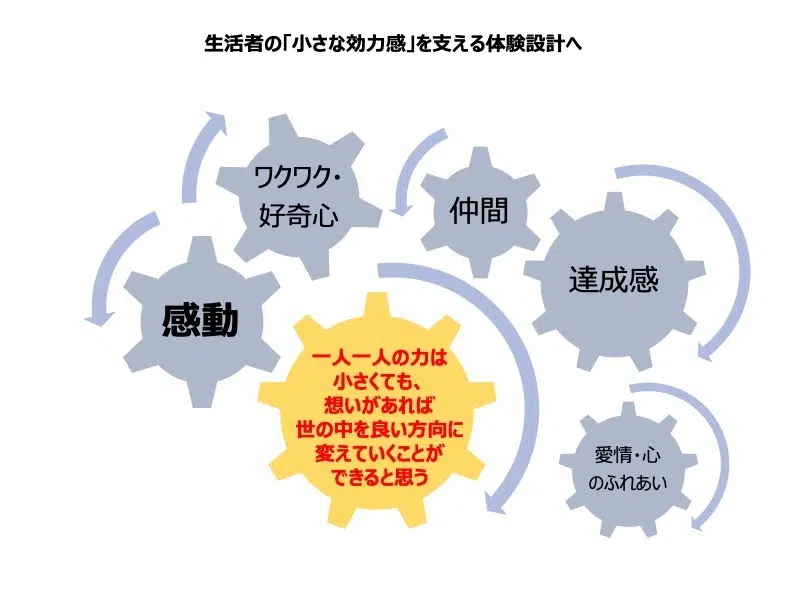 生活者の「小さな効力感」を支える体験設計へ
ワクワク・
好奇心
仲間
達成感
感動
一人一人の力は
小さくても、
想いがあれば
世の中を良い方向に
変えていくことが
できると思う
愛情・心
のふれあい